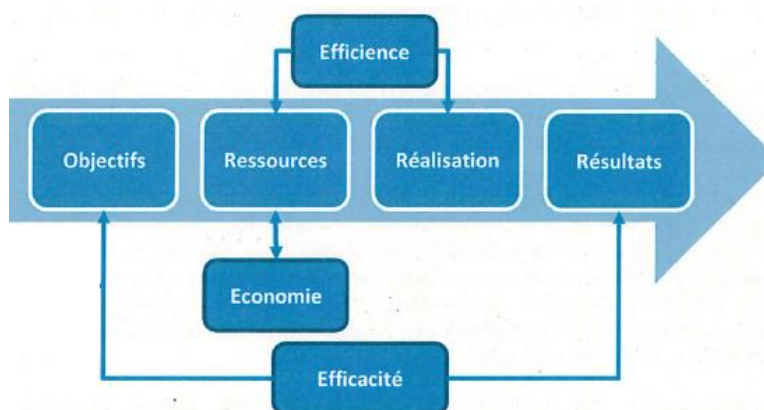 Efficience
Objectifs
Ressources
Réalisation
Résultats
Economie
Efficacité